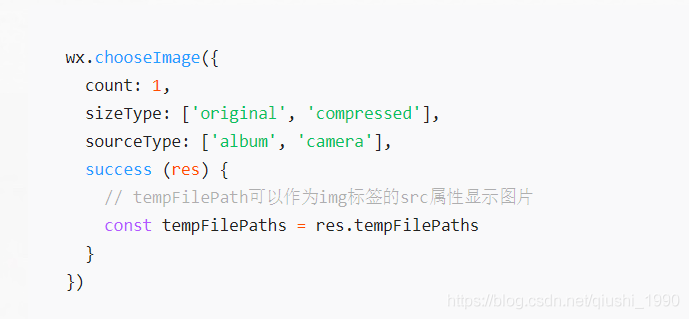 wx.chooseImage({
  count: 1,
  sizeType: ['original', 'compressed'],
  sourceType: ['album', 'camera'],
  success (res) {
    // tempFilePath可以作为img标签的src属性显示图片
    const tempFilePaths = res.tempFilePaths
  }
})
https://blog.csdn.net/qiushi_1990